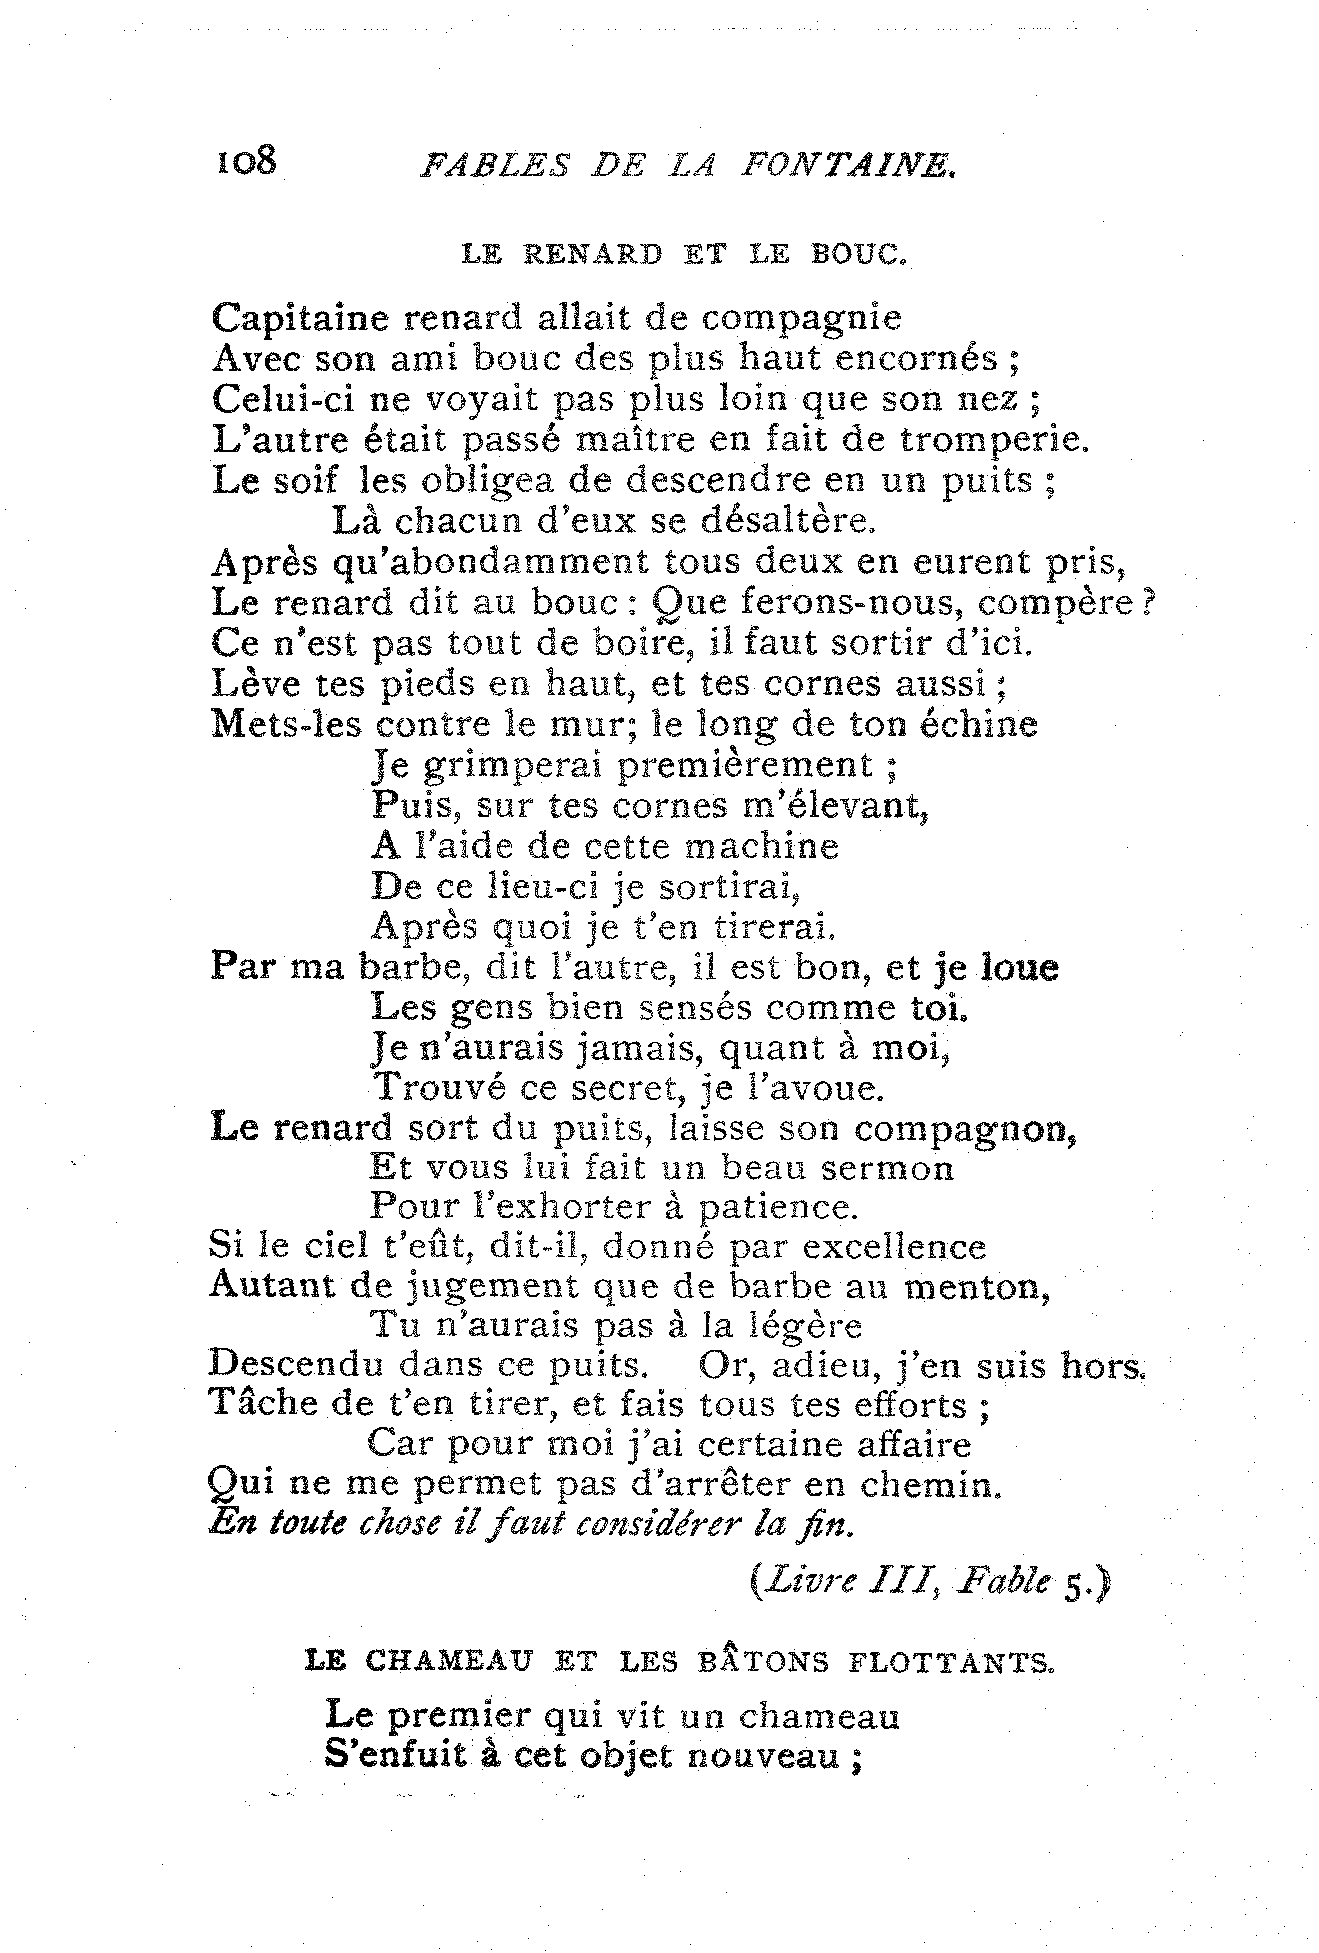 108 FABLES DE LA FONTAINE.
LE RENARD ET LE BOUC.
Capitaine renard allait de compagnie
Avec son ami bouc des plus haut encornés ;
Celui-ci ne voyait pas plus loin que son nez ;
L'autre était passé maître en fait de tromperie.
Le soif les obligea de descendre en un puits ;
Là chacun d'eux se désaltère.
Après qu'abondamment tous deux en eurent pris,
Le renard dit au bouc : Que ferons-nous, compère ?
Ce n'est pas tout de boire, il faut sortir d'ici.
Lève tes pieds en haut, et tes cornes aussi ;
Mets-les contre le mur; le long de ton échine
Je grimperai premièrement ;
Puis, sur tes cornes m'élevant,
A l'aide de cette machine
De ce lieu-ci je sortirai,
Après quoi je t'en tirerai.
Par ma barbe, dit l'autre, il est bon, et je loue
Les gens bien sensés comme toi.
Je n'aurais jamais, quant à moi,
Trouvé ce secret, je l'avoue.
Le renard sort du puits, laisse son compagnon,
Et vous lui fait un beau sermon
Pour l'exhorter à patience.
Si le ciel t'eût, dit-il, donné par excellence
Autant de jugement que de barbe au menton,
Tu n'aurais pas à la légère
Descendu dans ce puits. Or, adieu, j'en suis hors.
Tâche de t'en tirer, et fais tous tes efforts ;
Car pour moi j'ai certaine affaire
Qui ne me permet pas d'arrêter en chemin.
En toute chose il faut considérer la fin.
(Livre III, Fable 5.)
LE CHAMEAU ET LES BÂTONS FLOTTANTS.
Le premier qui vit un chameau
S'enfuit à cet objet nouveau ;